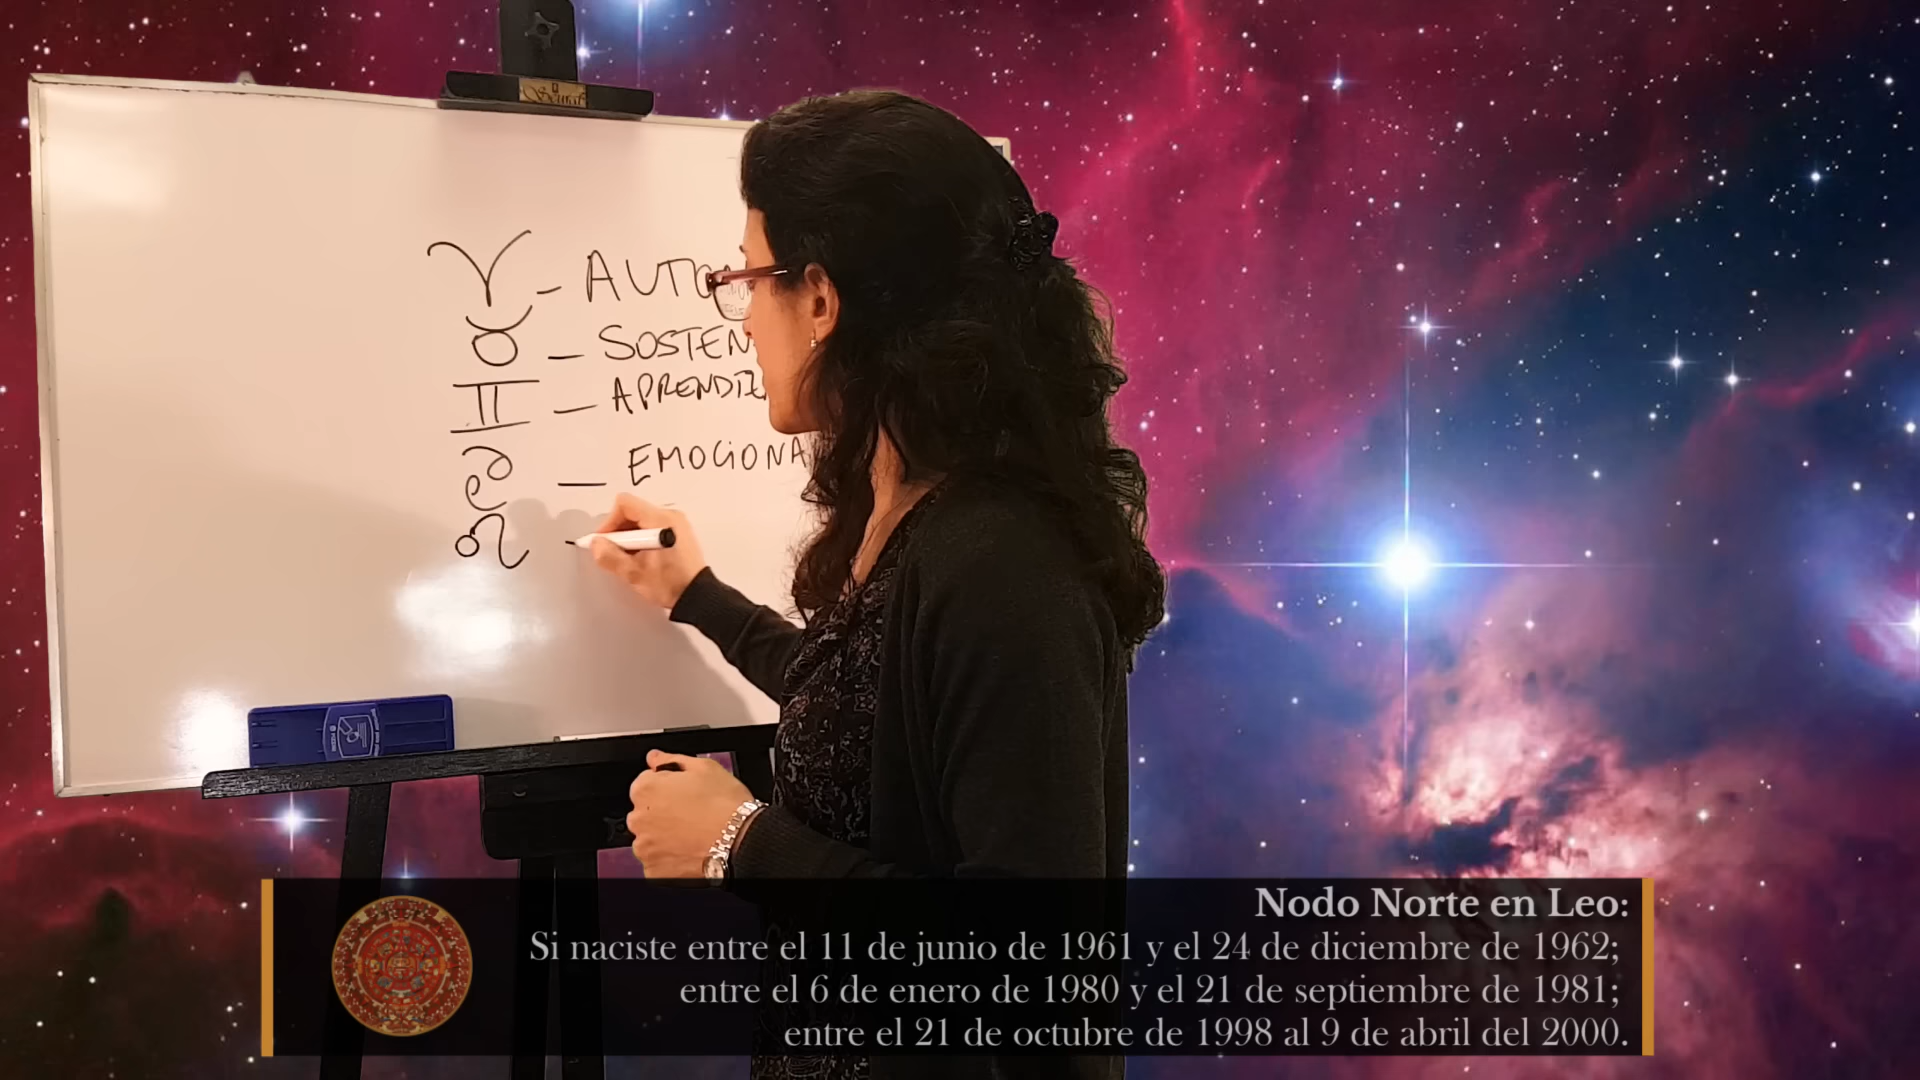 ♈ - AUTO
♉ - SOSTEN
♊ - APRENDIZ
♋ - EMOCIONA
♌ -
Nodo Norte en Leo:
Si naciste entre el 11 de junio de 1961 y el 24 de diciembre de 1962;
entre el 6 de enero de 1980 y el 21 de septiembre de 1981;
entre el 21 de octubre de 1998 al 9 de abril del 2000.